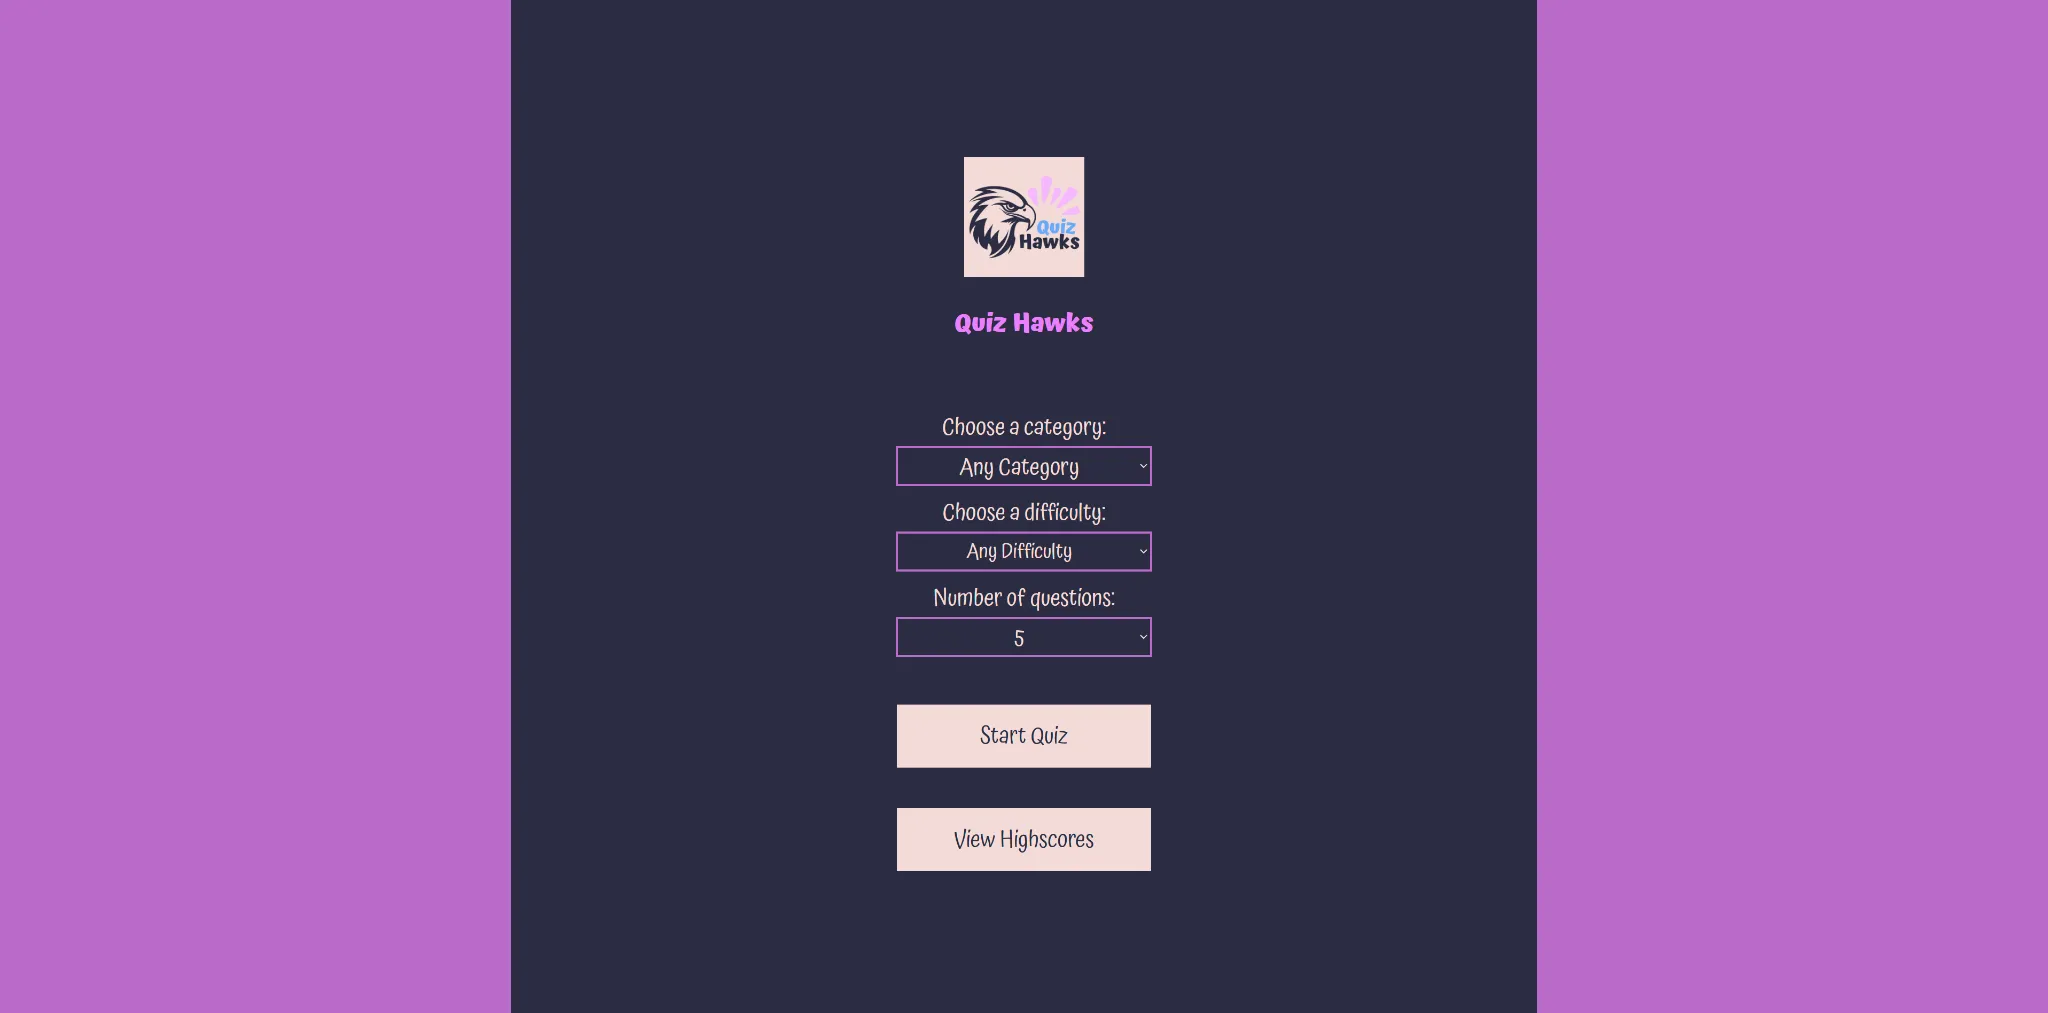 Quiz
Hawks
Quiz Hawks
Choose a category:
Any Category
Choose a difficulty:
Any Difficulty
Number of questions:
5
Start Quiz
View Highscores